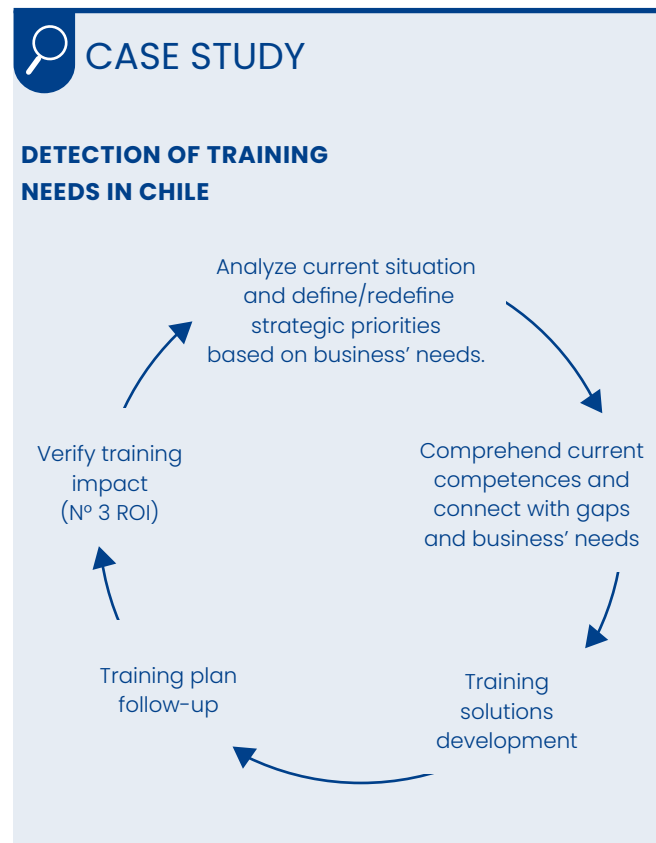 CASE STUDY
DETECTION OF TRAINING
NEEDS IN CHILE
Analyze current situation
and define/redefine
strategic priorities
based on business’ needs.
Comprehend current
competences and
connect with gaps
and business’ needs
Training
solutions
development
Training plan
follow-up
Verify training
impact
(Nº 3 ROI)